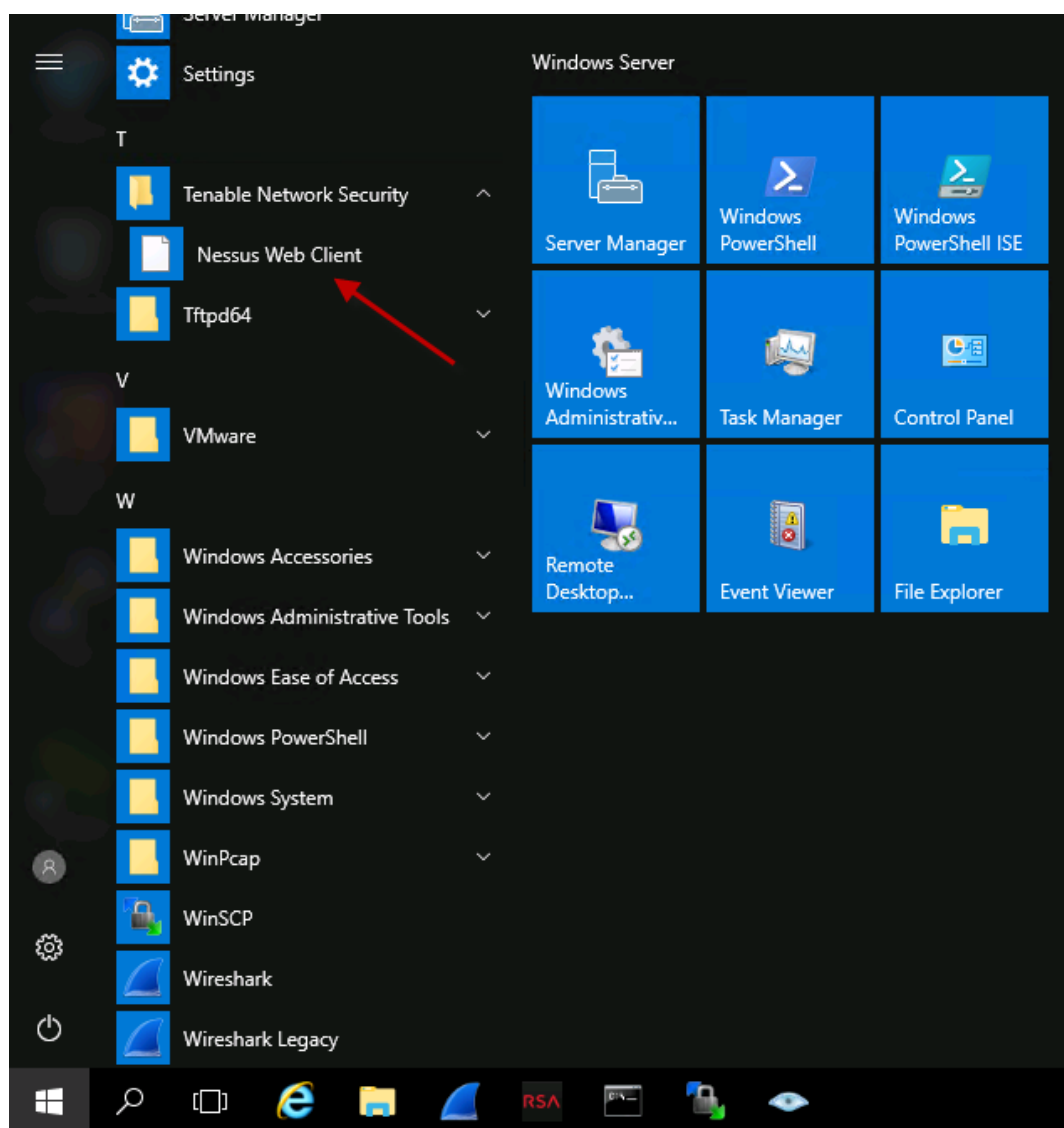 Server Manager
Settings
T
Tenable Network Security
Nessus Web Client
Tftpd64
V
VMware
W
Windows Accessories
Windows Administrative Tools
Windows Ease of Access
Windows PowerShell
Windows System
WinPcap
WinSCP
Wireshark
Wireshark Legacy
Windows Server
Server Manager
Windows
PowerShell
Windows
PowerShell ISE
Windows
Administrativ...
Task Manager
Control Panel
Remote
Desktop...
Event Viewer
File Explorer
RSA